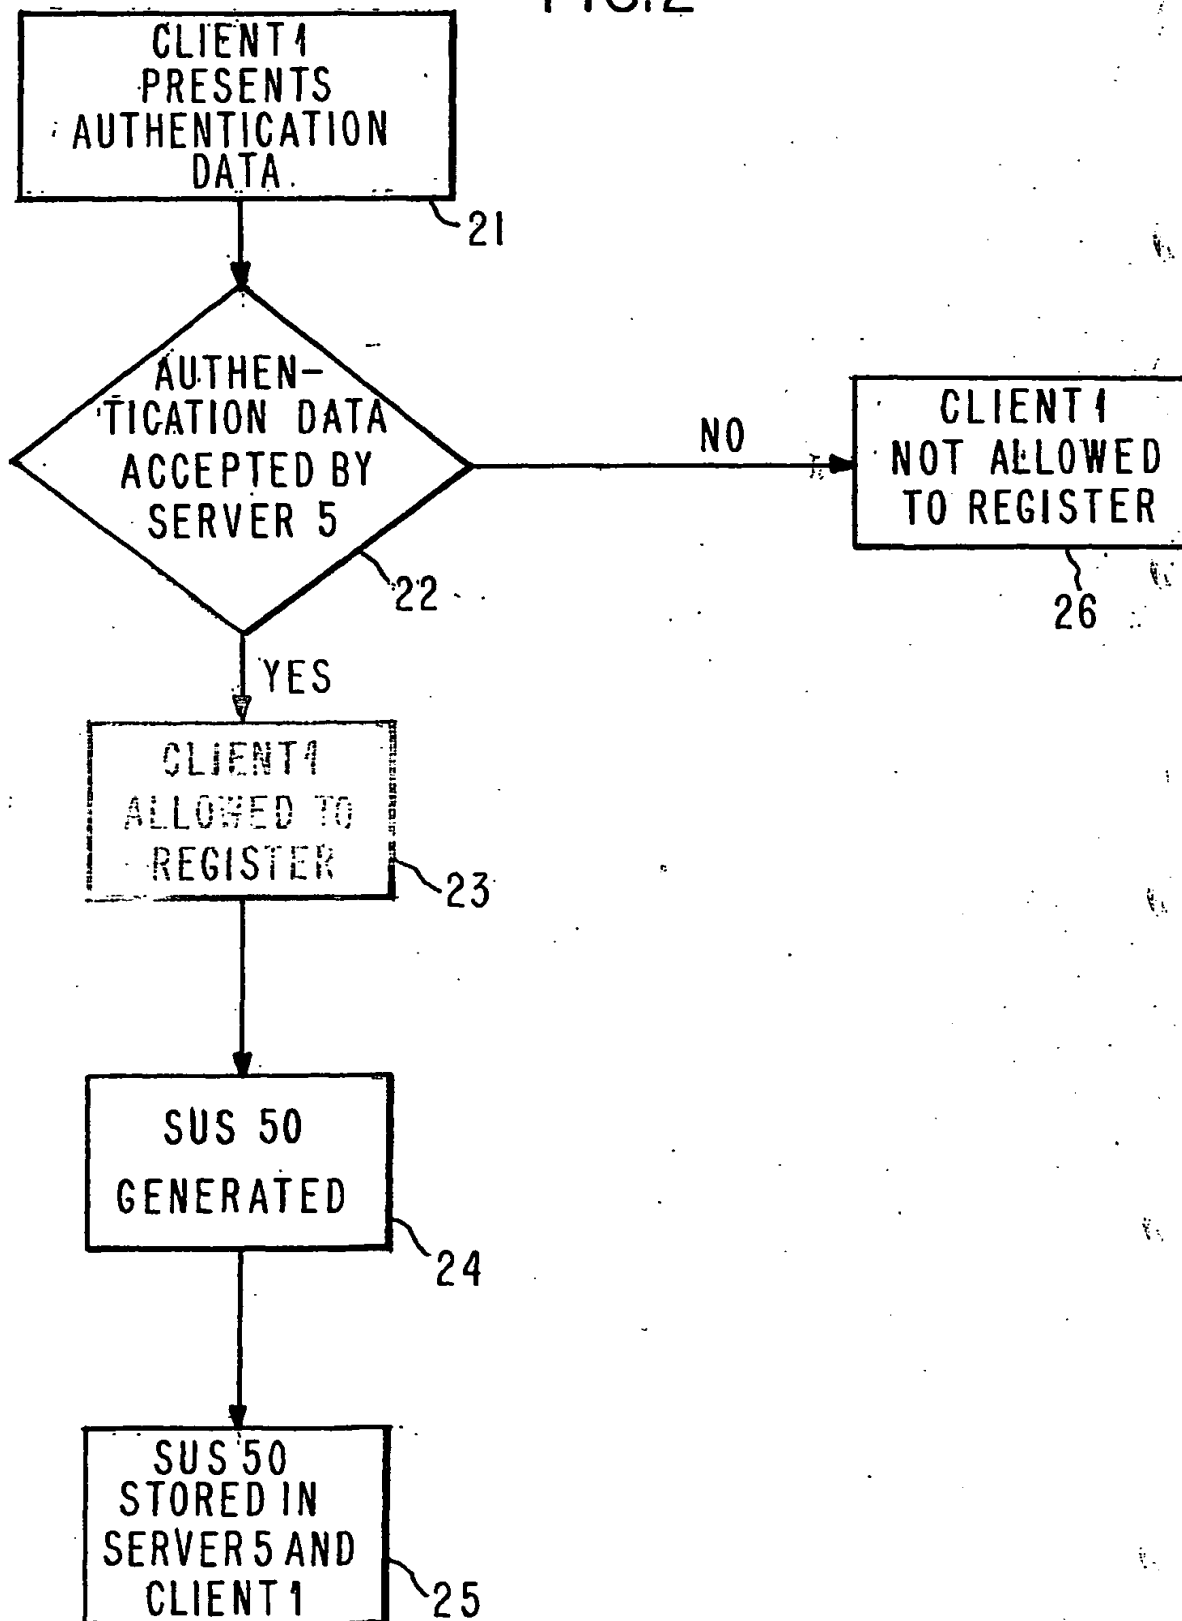 FIG.2
CLIENT 1
PRESENTS
AUTHENTICATION
DATA
21
AUTHEN-
TICATION DATA
ACCEPTED BY
SERVER 5
22
NO
CLIENT 1
NOT ALLOWED
TO REGISTER
26
YES
CLIENT 1
ALLOWED TO
REGISTER
23
SUS 50
GENERATED
24
SUS 50
STORED IN
SERVER 5 AND
CLIENT 1
25